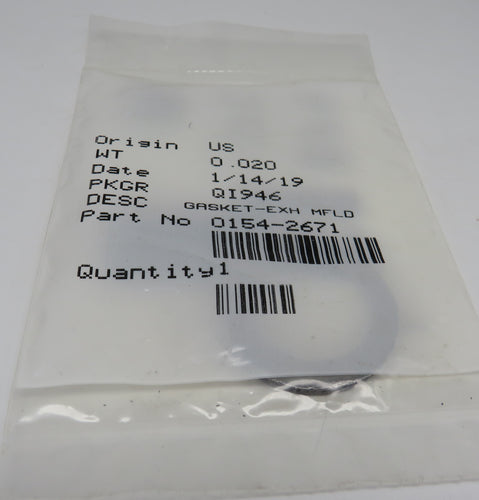 Origin US
WT 0.020
Date 1/14/19
PKGR QI946
DESC GASKET-EXH MFLD
Part No 0154-2671
Quantity1